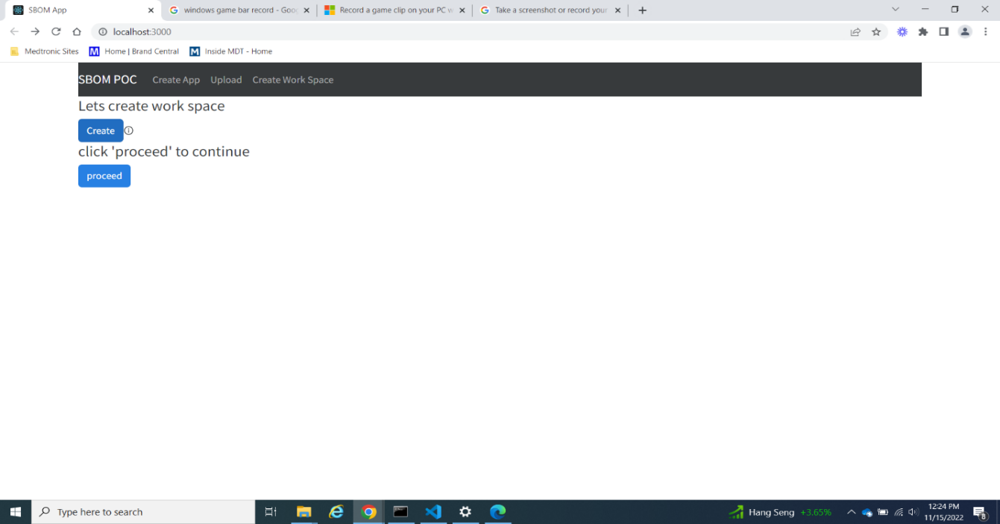 SBOM App
windows game bar record - Goog
Record a game clip on your PC w
Take a screenshot or record your
localhost:3000
Medtronic Sites
M Home | Brand Central
M Inside MDT - Home
SBOM POC Create App Upload Create Work Space
Lets create work space
Create
click 'proceed' to continue
proceed
Type here to search
Hang Seng +3.65%
12:24 PM
11/15/2022
8